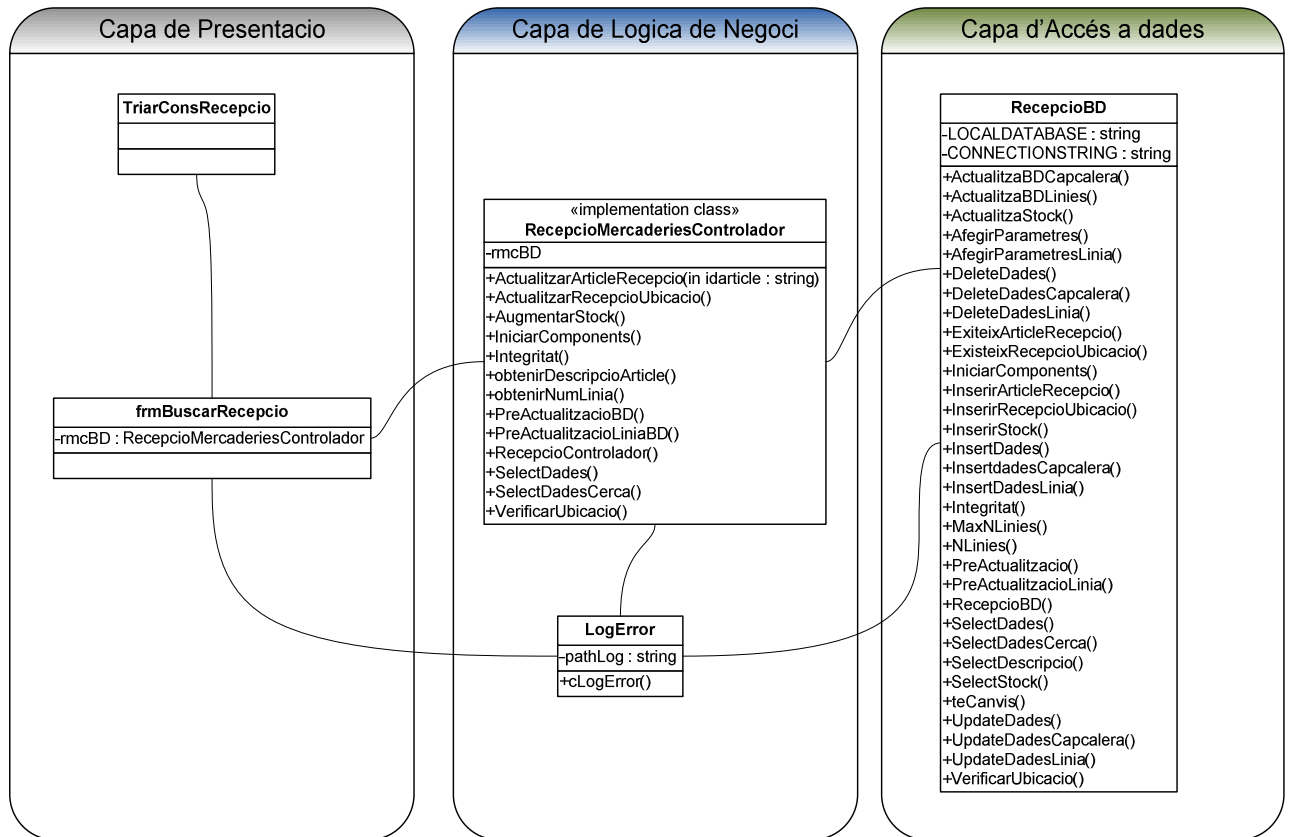 Capa de Presentacio
TriarConsRecepcio
frmBuscarRecepcio
-rmcBD : RecepcioMercaderiesControlador
Capa de Logica de Negoci
«implementation class»
RecepcioMercaderiesControlador
-rmcBD
+ActualitzarArticleRecepcio(in idarticle : string)
+ActualitzarRecepcioUbicacio()
+AugmentarStock()
+IniciarComponents()
+Integritat()
+obtenirDescripcioArticle()
+obtenirNumLinia()
+PreActualitzacioBD()
+PreActualitzacioLiniaBD()
+RecepcioControlador()
+SelectDades()
+SelectDadesCerca()
+VerificarUbicacio()
LogError
-pathLog : string
+cLogError()
Capa d'Accés a dades
RecepcioBD
-LOCALDATABASE : string
-CONNECTIONSTRING : string
+ActualitzaBDCapcalera()
+ActualitzaBDLinies()
+ActualitzaStock()
+AfegirParametres()
+AfegirParametresLinia()
+DeleteDades()
+DeleteDadesCapcalera()
+DeleteDadesLinia()
+ExiteixArticleRecepcio()
+ExisteixRecepcioUbicacio()
+IniciarComponents()
+InserirArticleRecepcio()
+InserirRecepcioUbicacio()
+InserirStock()
+InsertDades()
+InsertdadesCapcalera()
+InsertDadesLinia()
+Integritat()
+MaxNLinies()
+NLinies()
+PreActualitzacio()
+PreActualitzacioLinia()
+RecepcioBD()
+SelectDades()
+SelectDadesCerca()
+SelectDescripcio()
+SelectStock()
+teCanvis()
+UpdateDades()
+UpdateDadesCapcalera()
+UpdateDadesLinia()
+VerificarUbicacio()